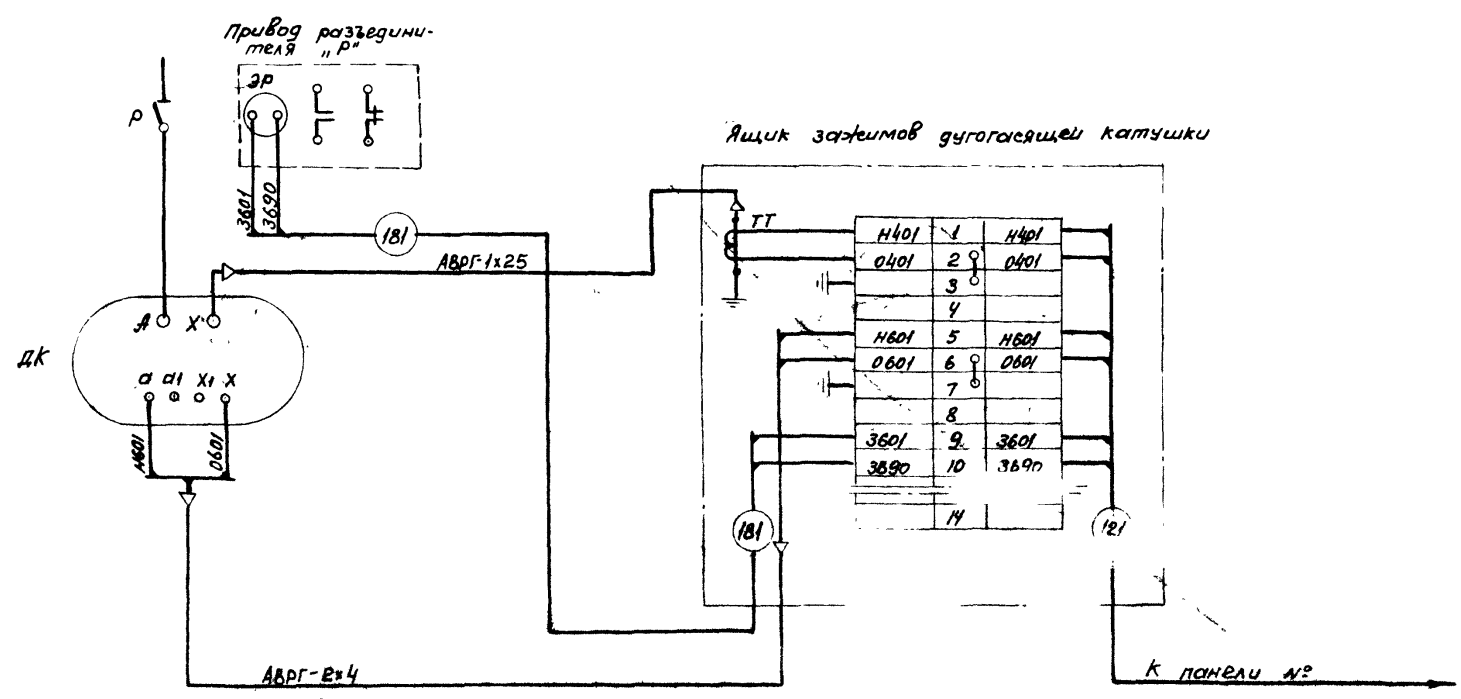 Привод разъедини-
теля „Р"
ЭР
Р
3601
3690
181
АВРГ-1х25
Ящик зажимов дугогасящей катушки
ТТ
Н401 1 Н401
0401 2 0401
3
4
Н601 5 Н601
0601 6 0601
7
8
3601 9 3601
3690 10 3690
14
181
121
А Х
ДК
а а1 х1 х
Н601
0601
АВРГ-2х4
К панели №